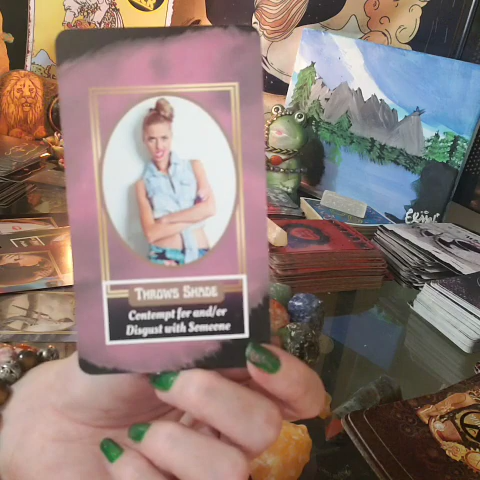 Throws Shade
Contempt for and/or
Disgust with Someone